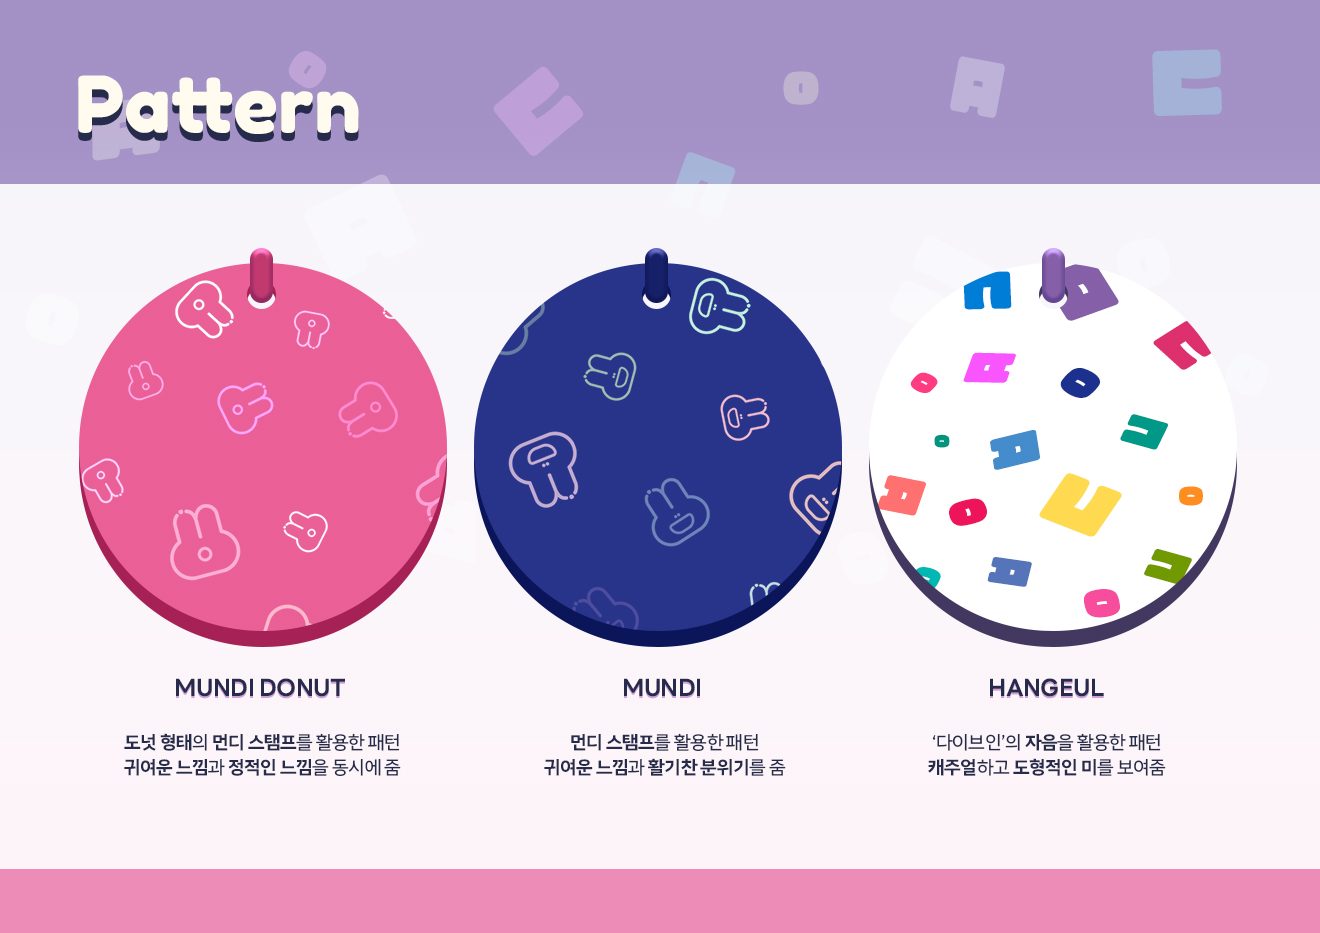 Pattern
MUNDI DONUT
도넛 형태의 먼디 스탬프를 활용한 패턴
귀여운 느낌과 정적인 느낌을 동시에 줌
MUNDI
먼디 스탬프를 활용한 패턴
귀여운 느낌과 활기찬 분위기를 줌
HANGEUL
‘다이브인’의 자음을 활용한 패턴
캐주얼하고 도형적인 미를 보여줌